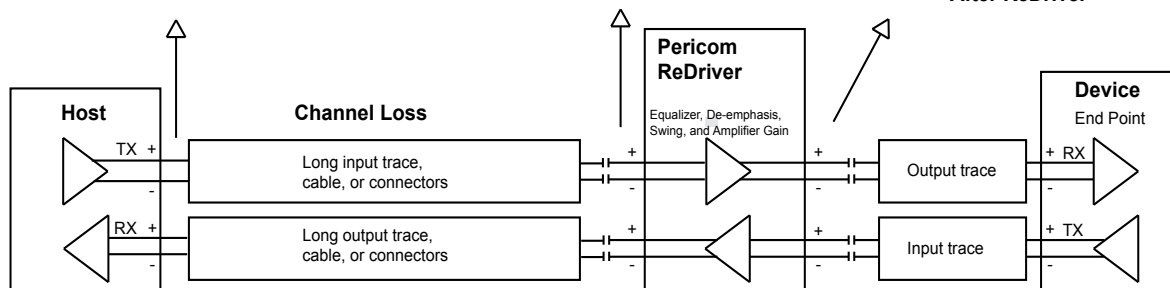 Pericom
ReDriver
Host
Channel Loss
Equalizer, De-emphasis,
Swing, and Amplifier Gain
Device
End Point
TX + -
Long input trace,
cable, or connectors
+ -
+ -
Output trace
+ RX -
RX + -
Long output trace,
cable, or connectors
+ -
+ -
Input trace
+ TX -